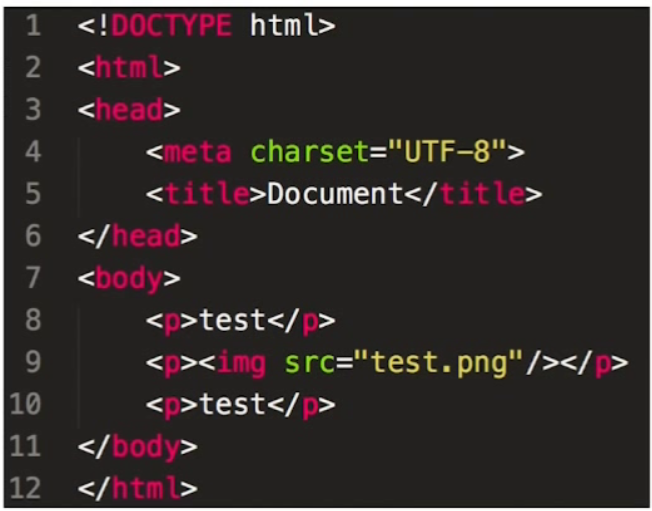 1 <!DOCTYPE html>
2 <html>
3 <head>
4     <meta charset="UTF-8">
5     <title>Document</title>
6 </head>
7 <body>
8     <p>test</p>
9     <p><img src="test.png"/></p>
10     <p>test</p>
11 </body>
12 </html>